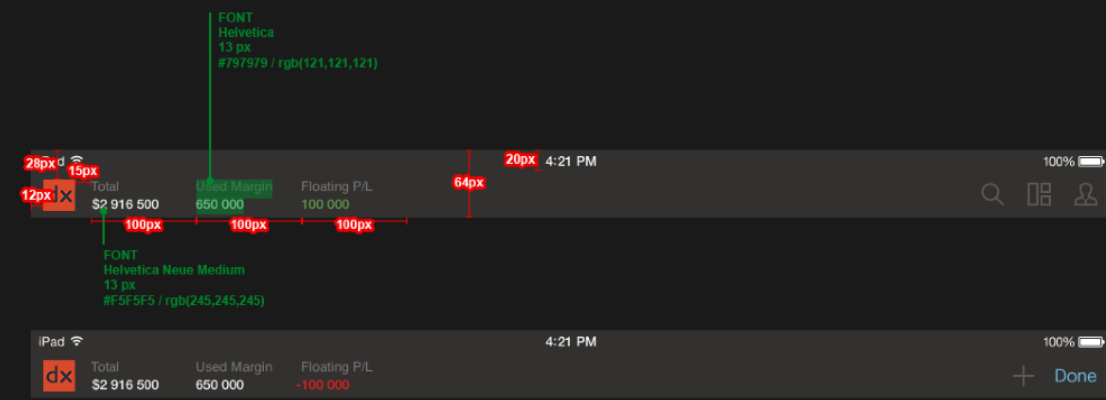 FONT
Helvetica
13 px
#797979 / rgb(121,121,121)
28px
20px
4:21 PM
100%
15px
64px
12px
dx
Total
Used Margin
Floating P/L
$2 916 500
650 000
100 000
100px
100px
100px
FONT
Helvetica Neue Medium
13 px
#F5F5F5 / rgb(245,245,245)
iPad
4:21 PM
100%
dx
Total
Used Margin
Floating P/L
Done
$2 916 500
650 000
-100 000